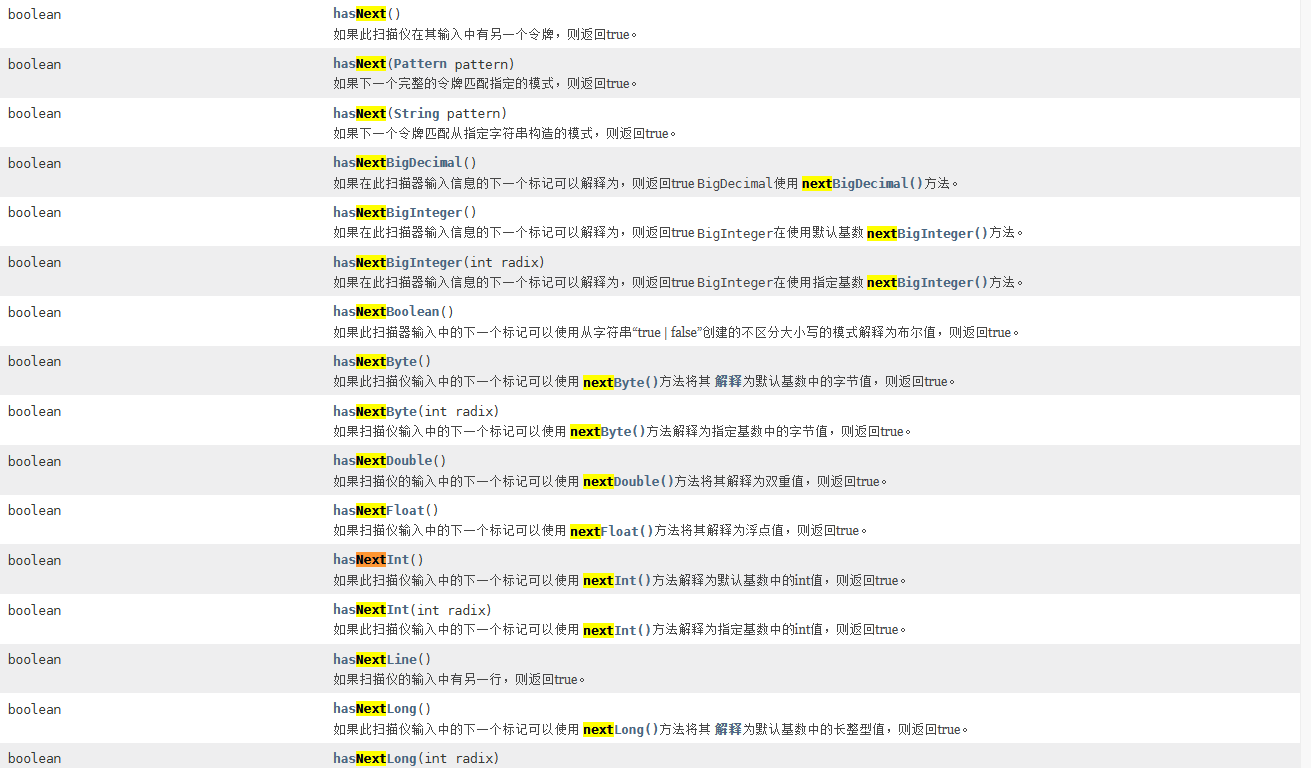 boolean hasNext()
如果此扫描仪在其输入中有另一个令牌，则返回true。
boolean hasNext(Pattern pattern)
如果下一个完整的令牌匹配指定的模式，则返回true。
boolean hasNext(String pattern)
如果下一个令牌匹配从指定字符串构造的模式，则返回true。
boolean hasNextBigDecimal()
如果在此扫描器输入信息的下一个标记可以解释为，则返回true BigDecimal使用 nextBigDecimal()方法。
boolean hasNextBigInteger()
如果在此扫描器输入信息的下一个标记可以解释为，则返回true BigInteger在使用默认基数 nextBigInteger()方法。
boolean hasNextBigInteger(int radix)
如果在此扫描器输入信息的下一个标记可以解释为，则返回true BigInteger在使用指定基数 nextBigInteger()方法。
boolean hasNextBoolean()
如果此扫描器输入中的下一个标记可以使用从字符串“true | false”创建的不区分大小写的模式解释为布尔值，则返回true。
boolean hasNextByte()
如果此扫描仪输入中的下一个标记可以使用 nextByte()方法将其 解释为默认基数中的字节值，则返回true。
boolean hasNextByte(int radix)
如果扫描仪输入中的下一个标记可以使用 nextByte()方法解释为指定基数中的字节值，则返回true。
boolean hasNextDouble()
如果扫描仪的输入中的下一个标记可以使用 nextDouble()方法将其解释为双重值，则返回true。
boolean hasNextFloat()
如果扫描仪输入中的下一个标记可以使用 nextFloat()方法将其解释为浮点值，则返回true。
boolean hasNextInt()
如果此扫描仪输入中的下一个标记可以使用 nextInt()方法解释为默认基数中的int值，则返回true。
boolean hasNextInt(int radix)
如果此扫描仪输入中的下一个标记可以使用 nextInt()方法解释为指定基数中的int值，则返回true。
boolean hasNextLine()
如果扫描仪的输入中有另一行，则返回true。
boolean hasNextLong()
如果此扫描仪输入中的下一个标记可以使用 nextLong()方法将其 解释为默认基数中的长整型值，则返回true。
boolean hasNextLong(int radix)